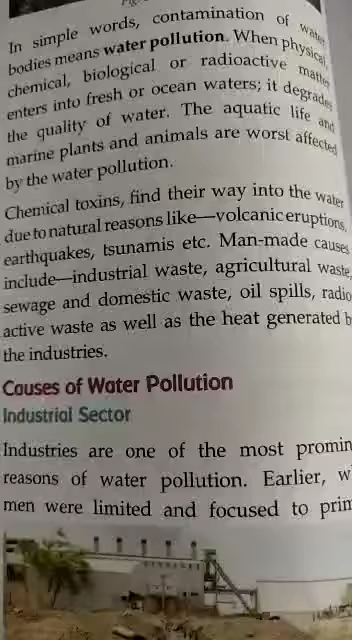 In simple words, contamination of water
bodies means water pollution. When physical,
chemical, biological or radioactive matter
enters into fresh or ocean waters; it degrades
the quality of water. The aquatic life and
marine plants and animals are worst affected
by the water pollution.
Chemical toxins, find their way into the water
due to natural reasons like—volcanic eruptions,
earthquakes, tsunamis etc. Man-made causes
include—industrial waste, agricultural waste,
sewage and domestic waste, oil spills, radio
active waste as well as the heat generated b
the industries.
Causes of Water Pollution
Industrial Sector
Industries are one of the most promin
reasons of water pollution. Earlier, w
men were limited and focused to prim